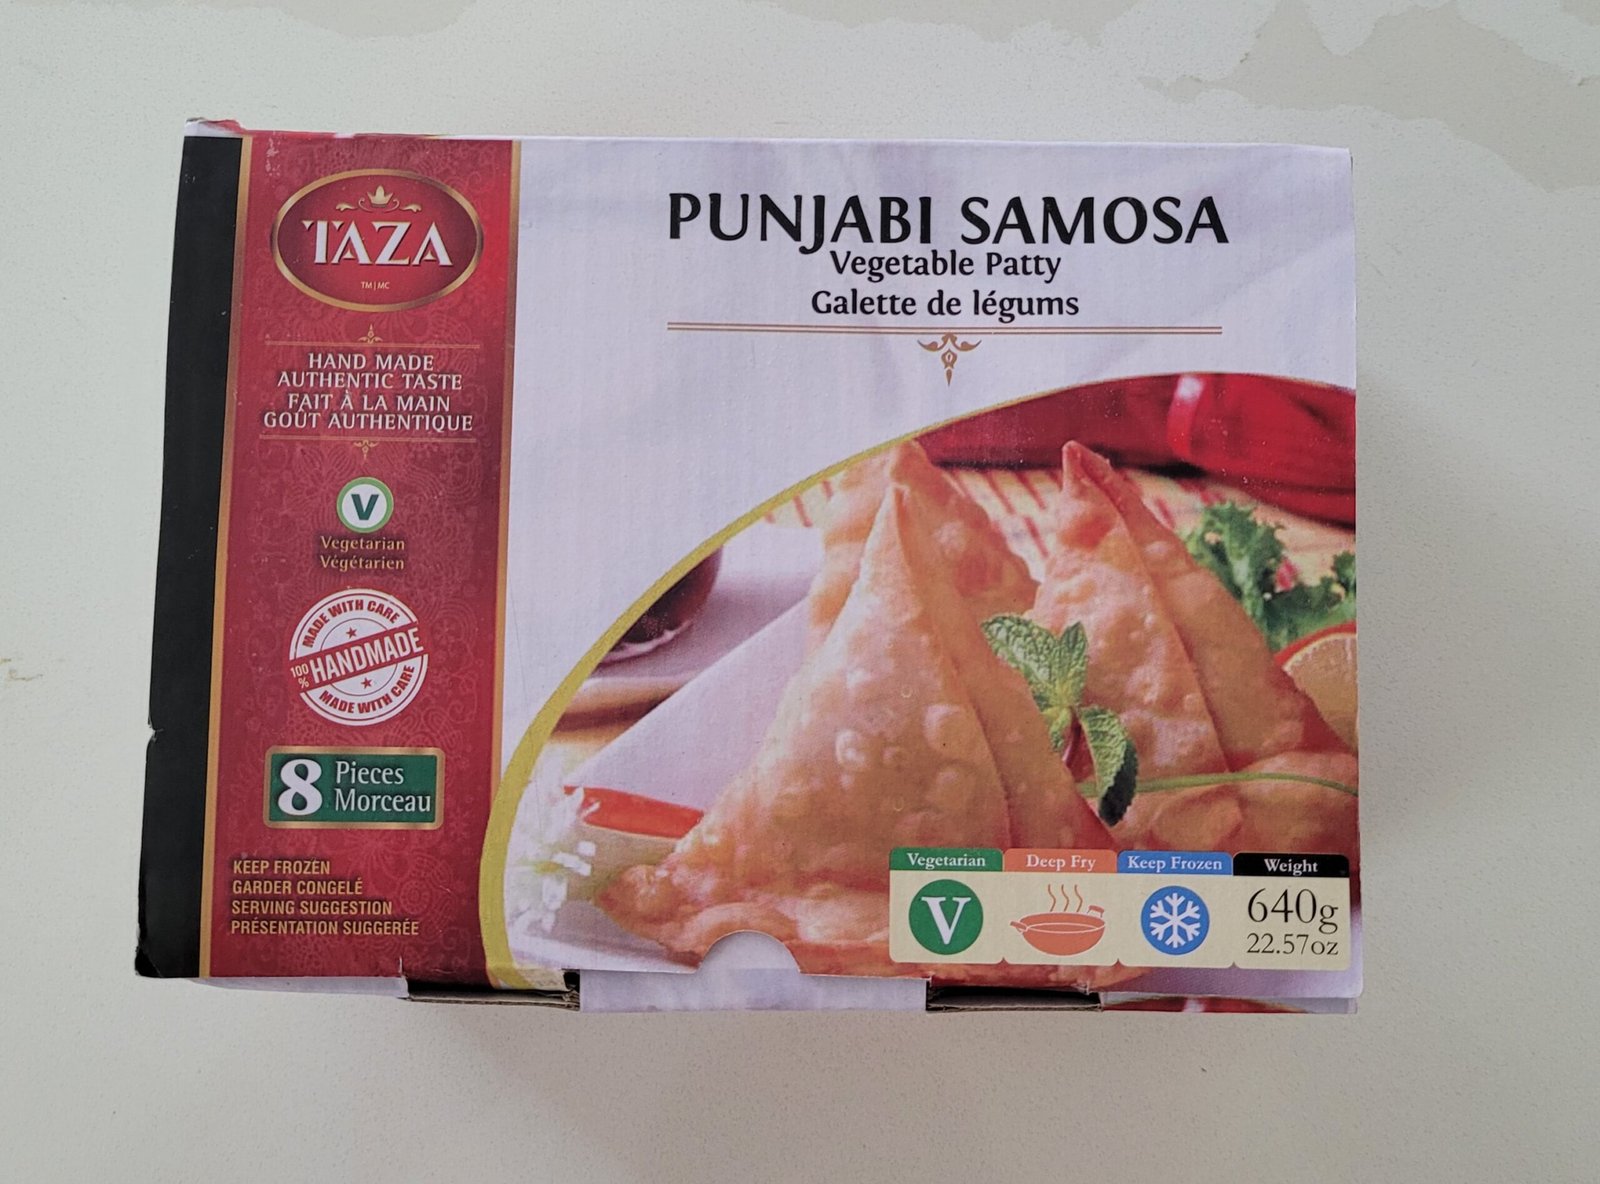 TAZA
TM|MC
HAND MADE
AUTHENTIC TASTE
FAIT À LA MAIN
GOÛT AUTHENTIQUE
V
Vegetarian
Végétarien
MADE WITH CARE
100% HANDMADE
MADE WITH CARE
8 Pieces
Morceau
KEEP FROZEN
GARDER CONGELÉ
SERVING SUGGESTION
PRÉSENTATION SUGGERÉE
PUNJABI SAMOSA
Vegetable Patty
Galette de légums
Vegetarian Deep Fry Keep Frozen Weight
V 640g
22.57oz